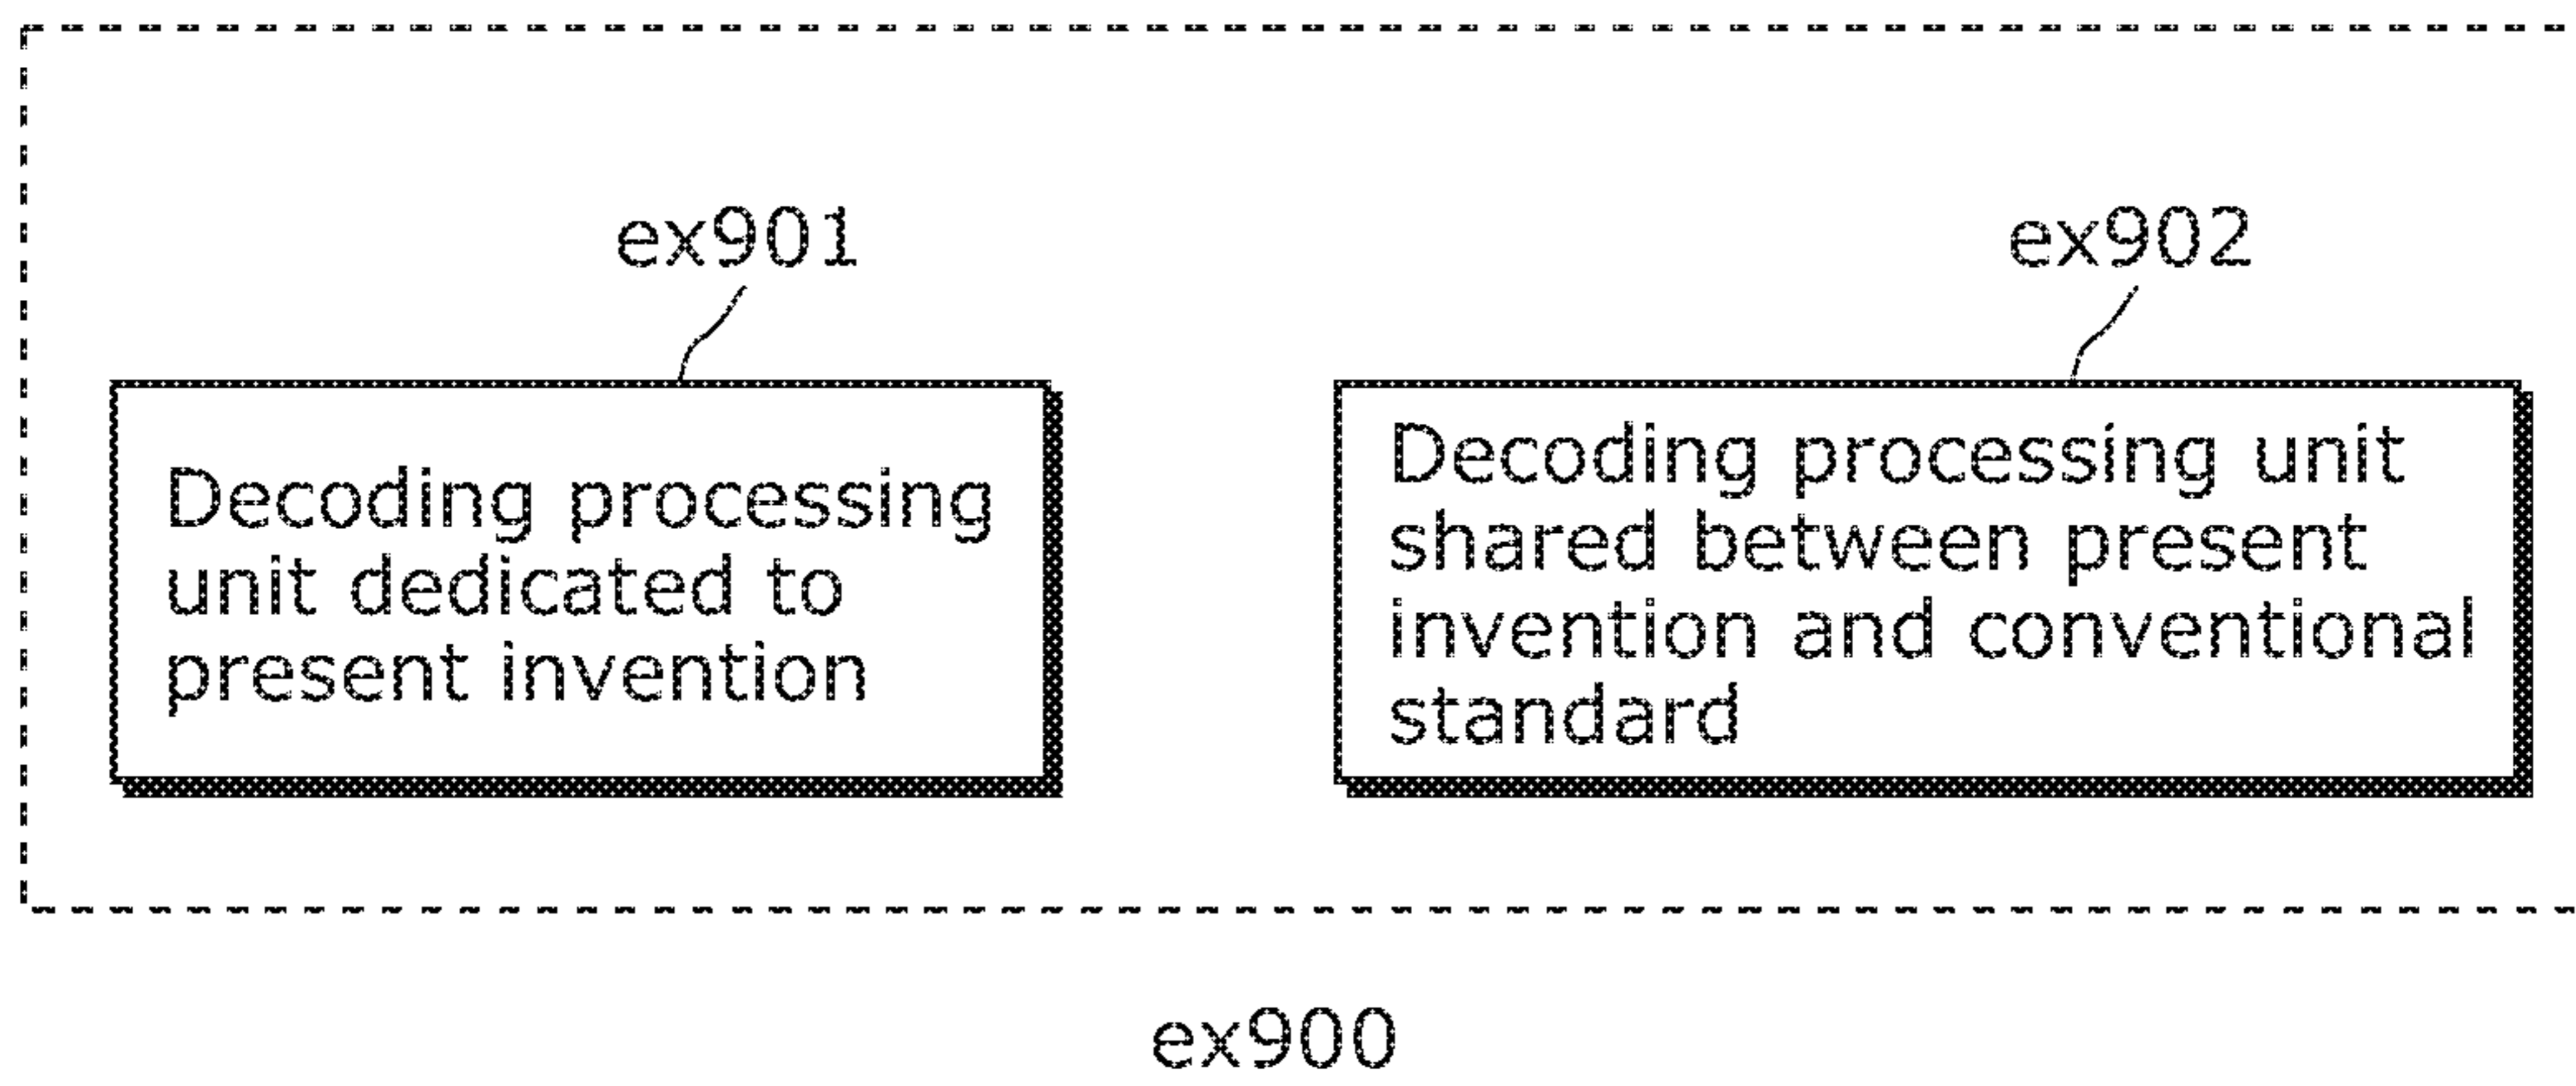 ex901
ex902
Decoding processing
unit dedicated to
present invention
Decoding processing unit
shared between present
invention and conventional
standard
ex900